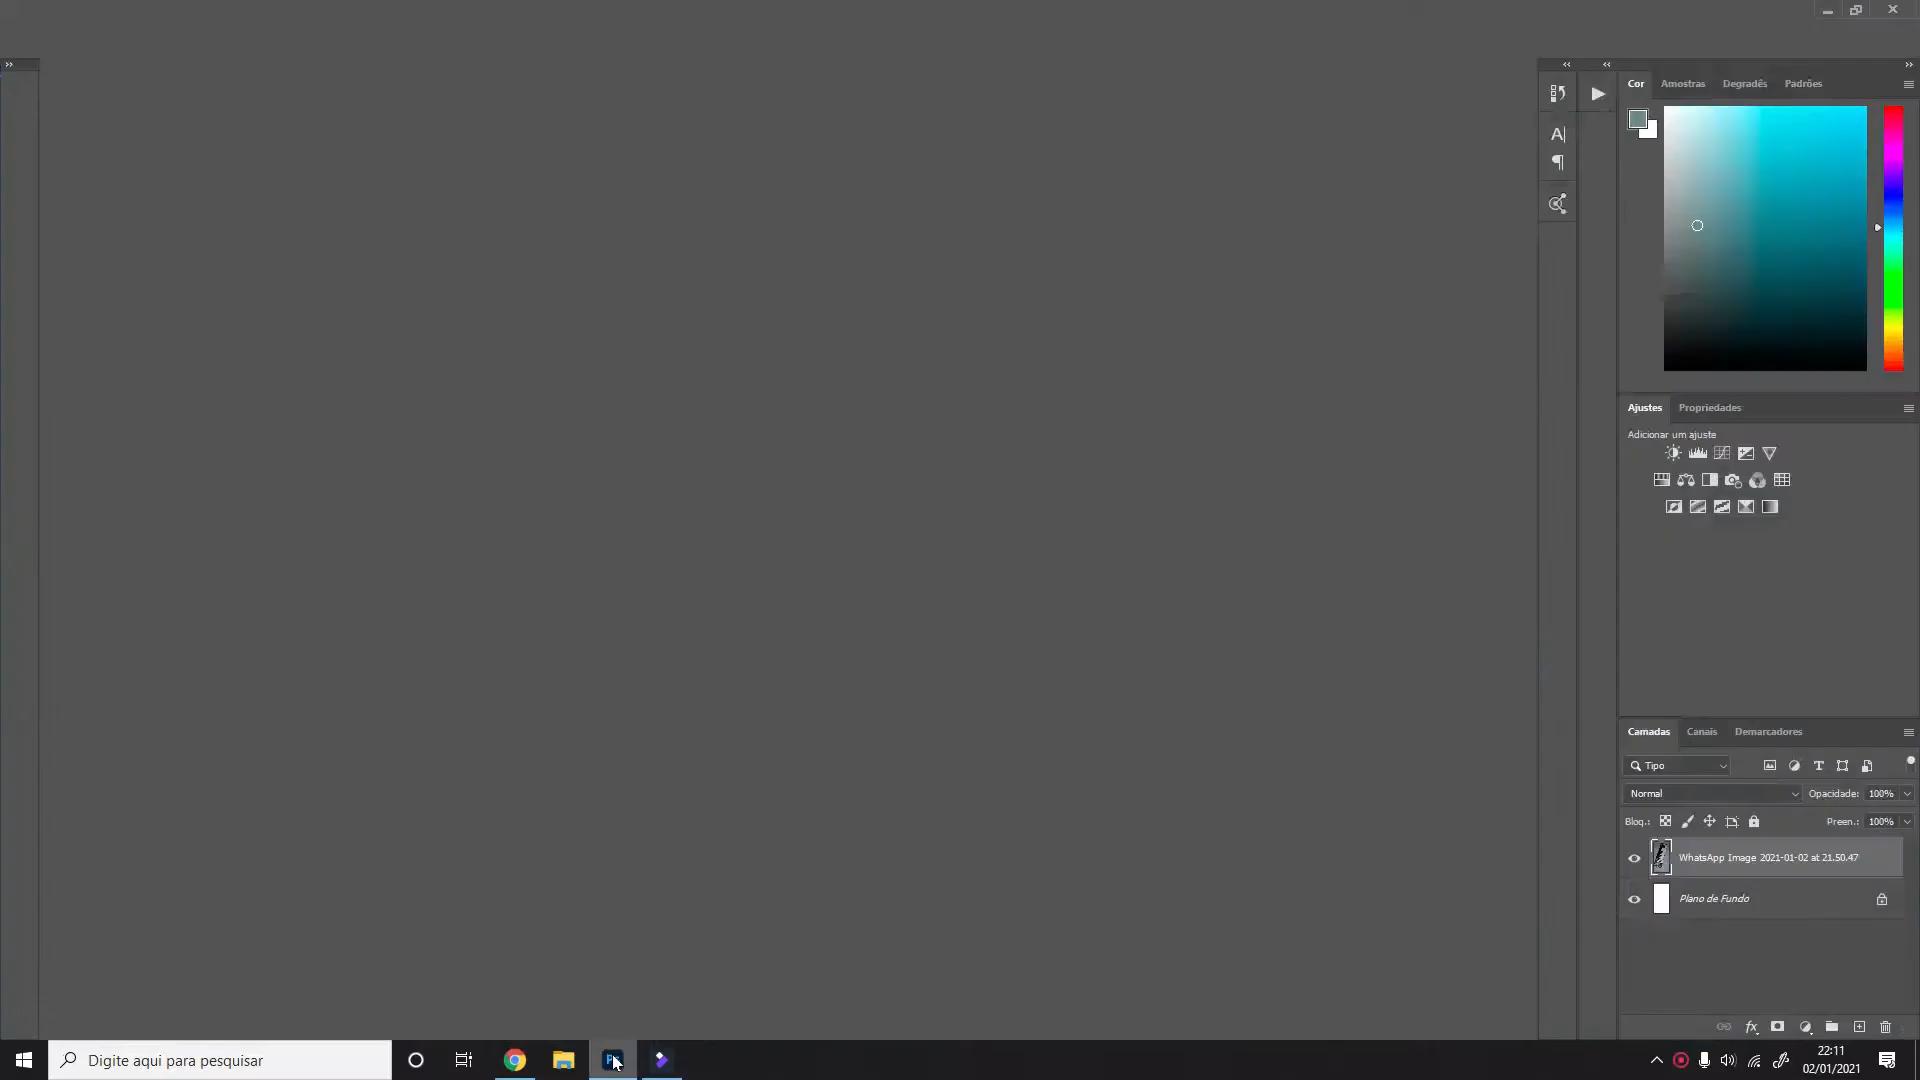 Cor Amostras Degradês Padrões
A|
Ajustes Propriedades
Adicionar um ajuste
Camadas Canais Demarcadores
Tipo
T
Normal Opacidade: 100%
Bloq.: Preen.: 100%
WhatsApp Image 2021-01-02 at 21.50.47
Plano de Fundo
fx
Digite aqui para pesquisar
22:11
02/01/2021